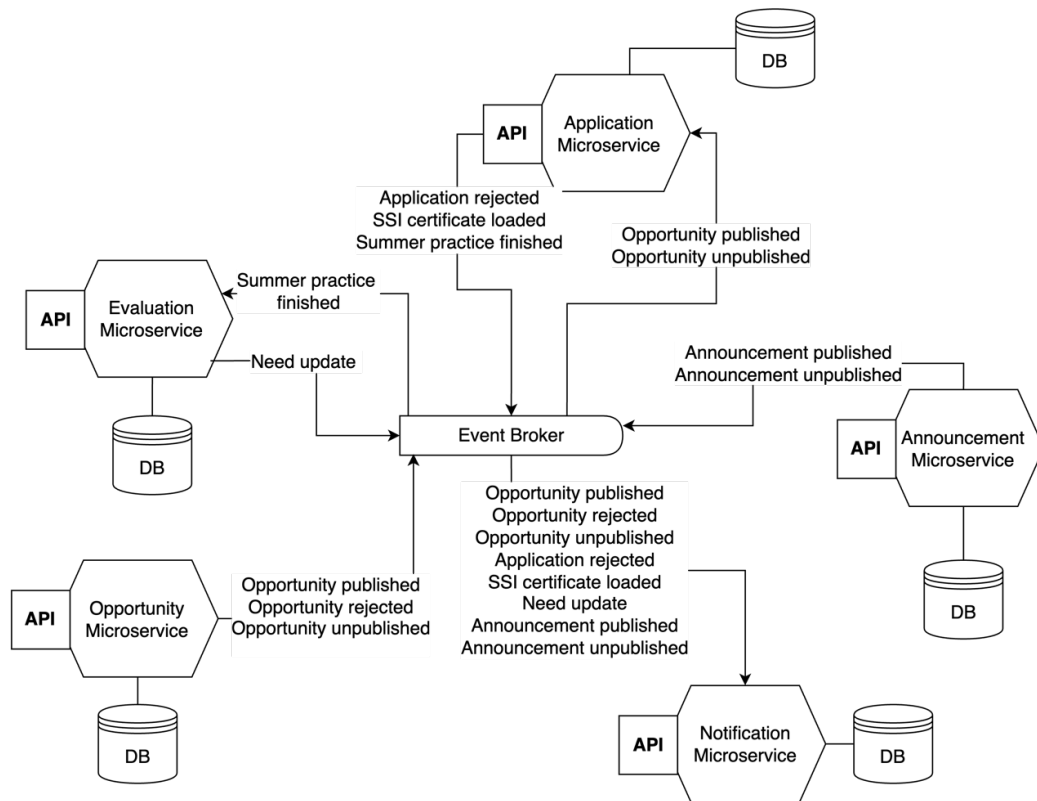 DB
API
Application
Microservice
Application rejected
SSI certificate loaded
Summer practice finished
Opportunity published
Opportunity unpublished
Summer practice
finished
API
Evaluation
Microservice
Need update
DB
Announcement published
Announcement unpublished
Event Broker
API
Announcement
Microservice
DB
Opportunity published
Opportunity rejected
Opportunity unpublished
Application rejected
SSI certificate loaded
Need update
Announcement published
Announcement unpublished
API
Opportunity
Microservice
Opportunity published
Opportunity rejected
Opportunity unpublished
DB
API
Notification
Microservice
DB